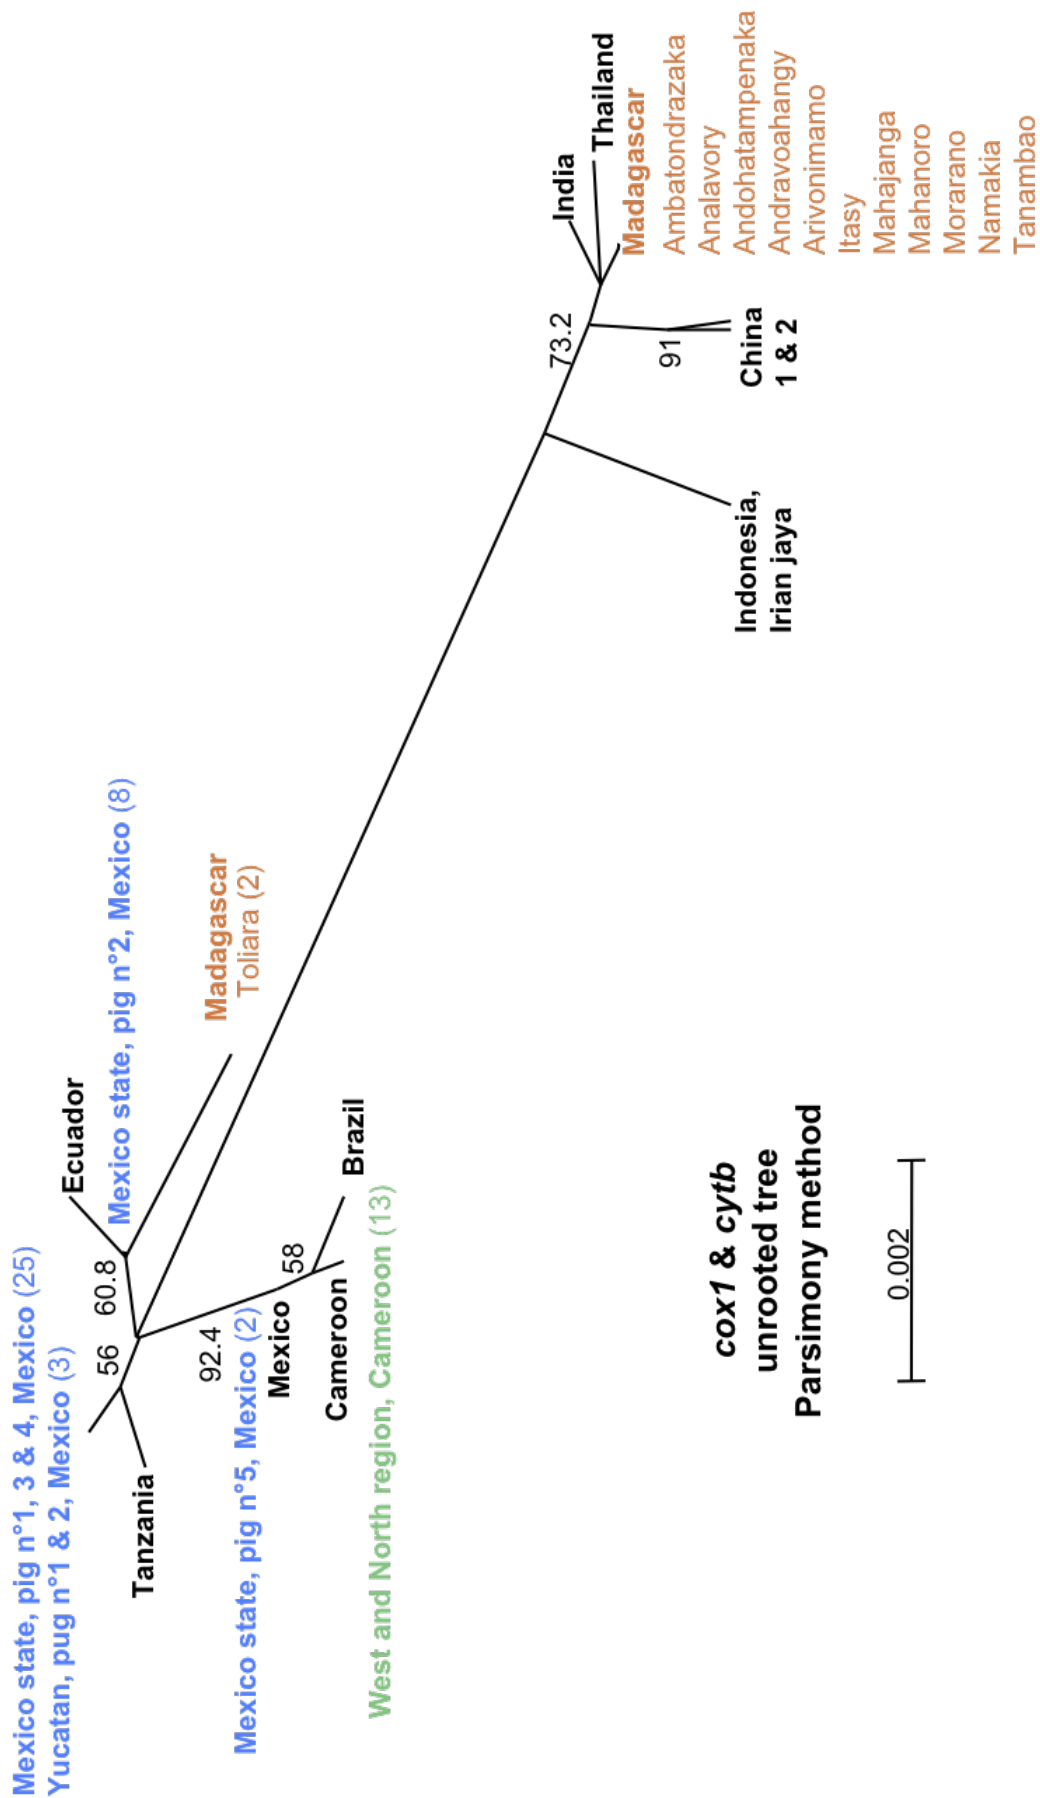 Mexico state, pig n°1, 3 & 4, Mexico (25)
Yucatan, pug n°1 & 2, Mexico (3)
Ecuador
Mexico state, pig n°2, Mexico (8)
60.8
56
Tanzania
Madagascar
Toliara (2)
92.4
Mexico state, pig n°5, Mexico (2)
Mexico
58
Cameroon
Brazil
West and North region, Cameroon (13)
73.2
India
Thailand
Madagascar
Ambatondrazaka
Analavory
Andohatampenaka
Andravoahangy
Arivonimamo
Itasy
Mahajanga
Mahanoro
Morarano
Namakia
Tanambao
91
China
1 & 2
Indonesia,
Irian jaya
cox1 & cytb
unrooted tree
Parsimony method
0.002